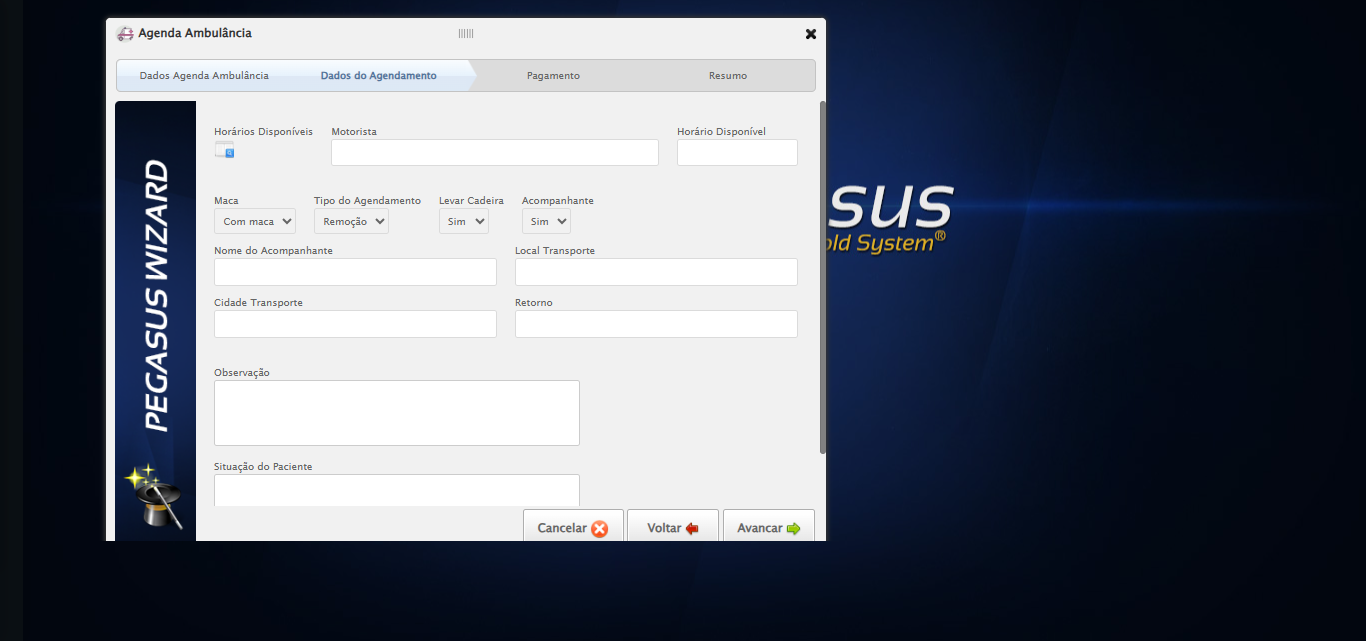 Agenda Ambulância
Dados Agenda Ambulância Dados do Agendamento Pagamento Resumo
PEGASUS WIZARD
Horários Disponíveis Motorista Horário Disponível
Maca Tipo do Agendamento Levar Cadeira Acompanhante
Com maca Remoção Sim Sim
Nome do Acompanhante Local Transporte
Cidade Transporte Retorno
Observação
Situação do Paciente
Cancelar Voltar Avancar
sus
old System®